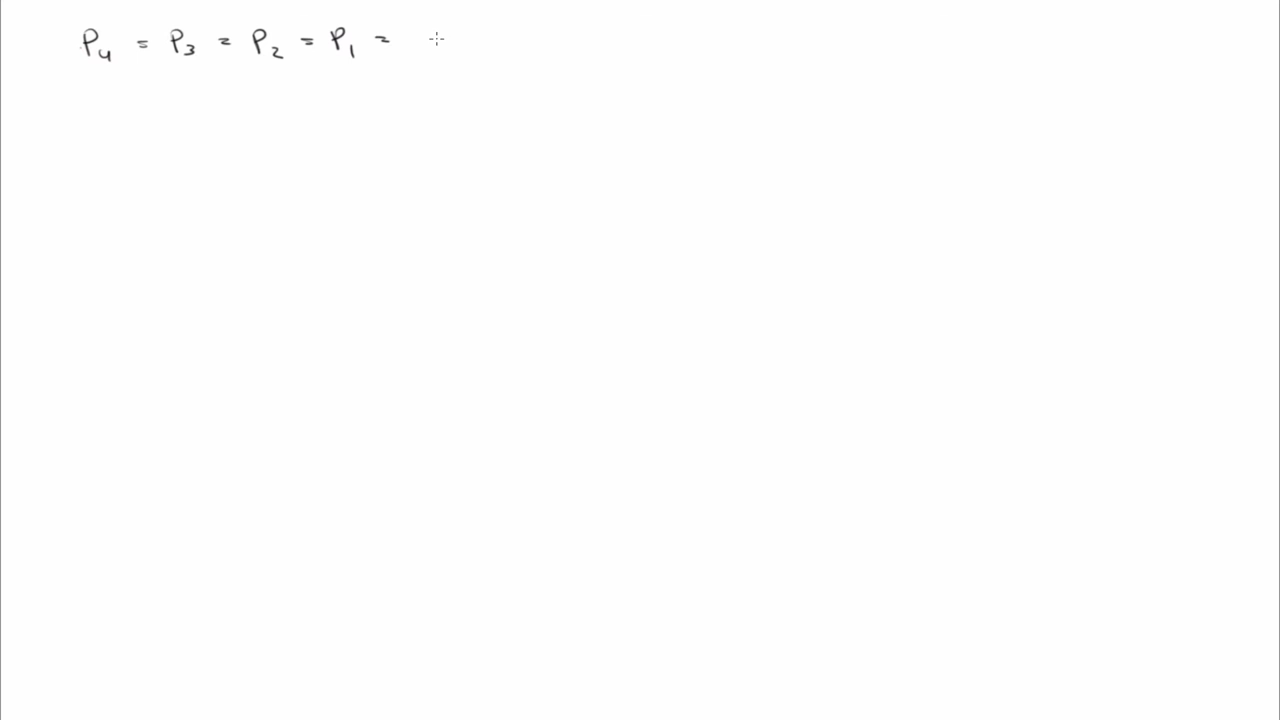 P₄ = P₃ = P₂ = P₁ =